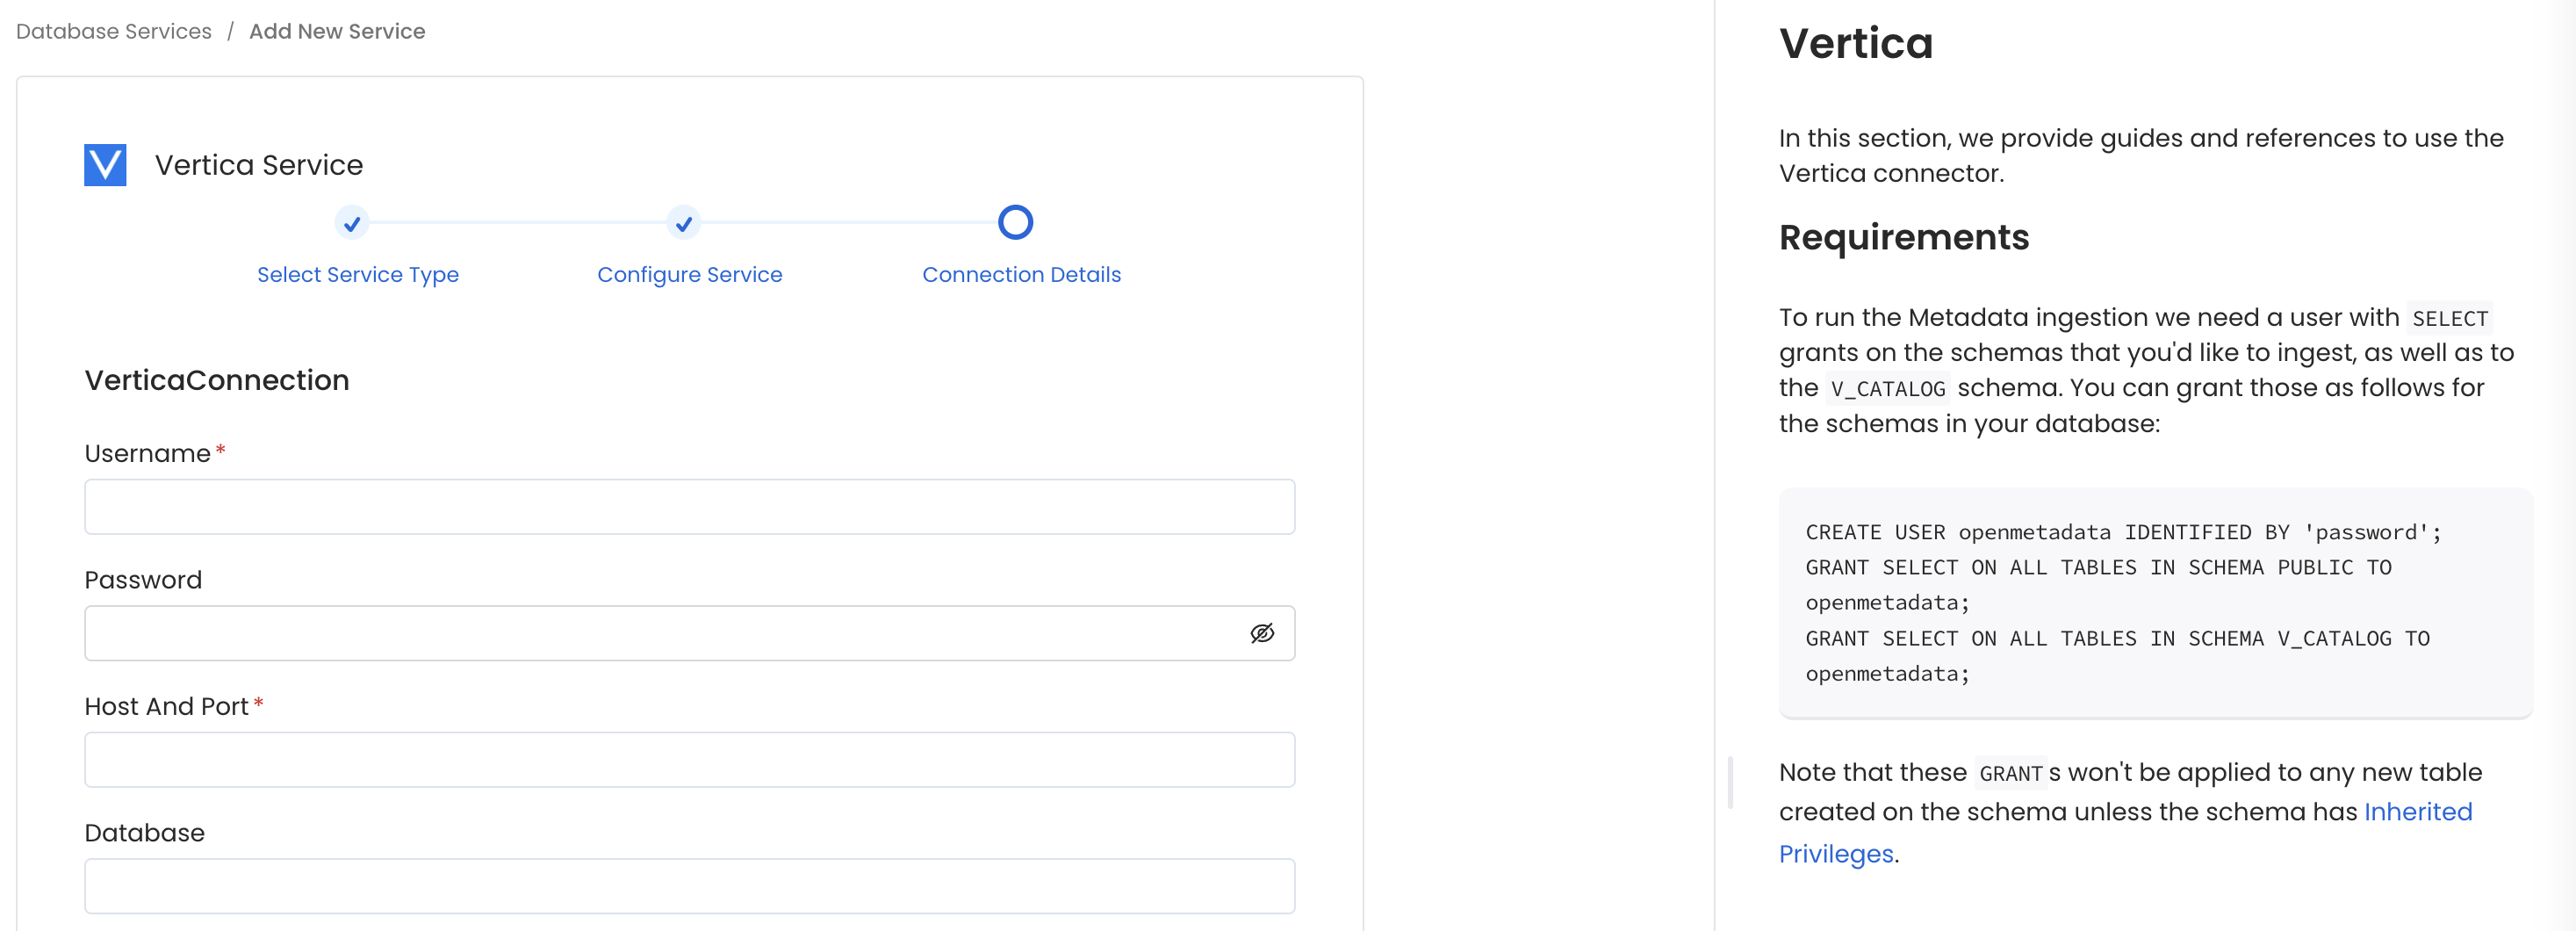 Database Services / Add New Service
Vertica Service
Select Service Type
Configure Service
Connection Details
VerticaConnection
Username *
Password
Host And Port *
Database
Vertica
In this section, we provide guides and references to use the
Vertica connector.
Requirements
To run the Metadata ingestion we need a user with SELECT
grants on the schemas that you'd like to ingest, as well as to
the V_CATALOG schema. You can grant those as follows for
the schemas in your database:
CREATE USER openmetadata IDENTIFIED BY 'password';
GRANT SELECT ON ALL TABLES IN SCHEMA PUBLIC TO
openmetadata;
GRANT SELECT ON ALL TABLES IN SCHEMA V_CATALOG TO
openmetadata;
Note that these GRANTs won't be applied to any new table
created on the schema unless the schema has Inherited
Privileges.